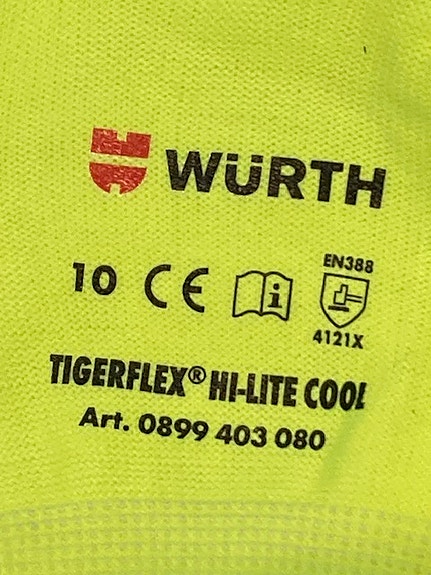 WÜRTH
10 CE i EN388
4121X
TIGERFLEX® HI-LITE COOL
Art. 0899 403 080